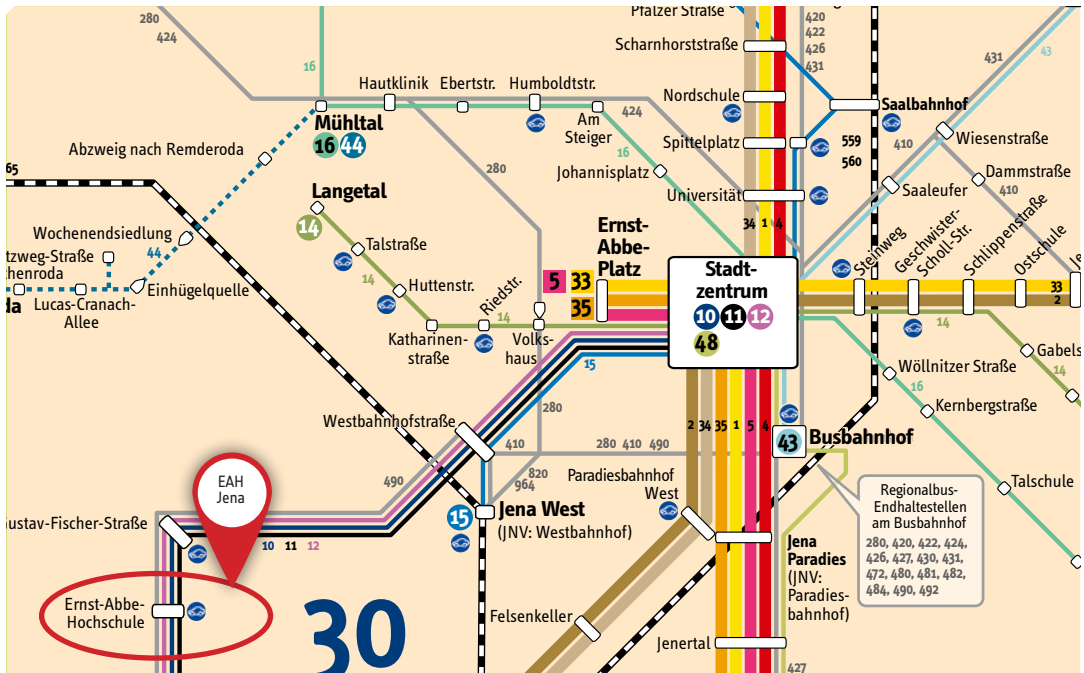 280
424
16
Hautklinik
Ebertstr.
Humboldtstr.
Am
Steiger
424
16
Johannisplatz
280
Mühltal
16 44
Abzweig nach Remderoda
65
Wochenendsiedlung
44
Einhügelquelle
Lucas-Cranach-
Allee
Langetal
14
Talstraße
14
Huttenstr.
Katharinen-
straße
Riedstr.
14
Volks-
haus
Ernst-
Abbe-
Platz
5 33
35
Pfälzer Straße
Scharnhorststraße
Nordschule
Spittelplatz
Universität
34 1 4
420
422
426
431
Saalbahnhof
559
560
410
431
43
Wiesenstraße
Dammstraße
410
Saaleufer
Steinweg
Geschwister-
Scholl-Str.
Schlippenstraße
Ostschule
33
2
14
Stadt-
zentrum
10 11 12
48
Wöllnitzer Straße
16
Kernbergstraße
Gabels
14
Talschule
15
280
Westbahnhofstraße
410
280 410 490
820
964
490
2 34 35 1 5 4
43
Busbahnhof
Paradiesbahnhof
West
Regionalbus-
Endhaltestellen
am Busbahnhof
280, 420, 422, 424,
426, 427, 430, 431,
472, 480, 481, 482,
484, 490, 492
EAH
Jena
ustav-Fischer-Straße
10 11 12
15
Jena West
(JNV: Westbahnhof)
Jena
Paradies
(JNV:
Paradies-
bahnhof)
Ernst-Abbe-
Hochschule
30
Felsenkeller
Jenertal
427